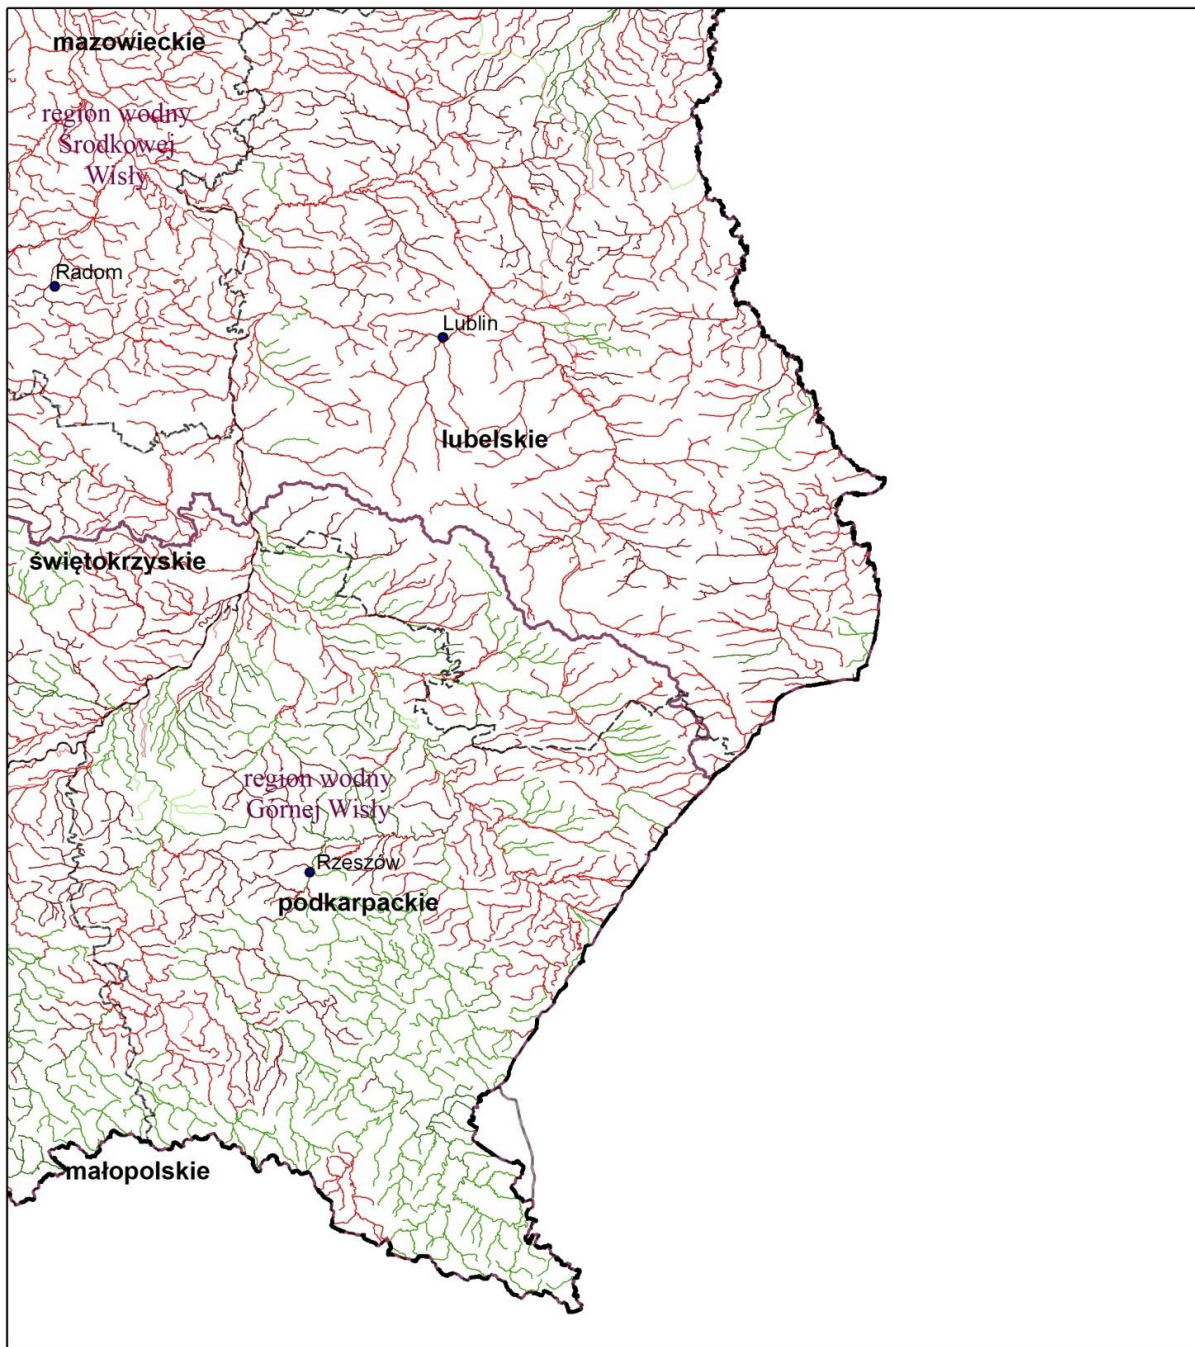 mazowieckie
region wodny
Środkowej
Wisły
Radom
Lublin
lubelskie
świętokrzyskie
region wodny
Górnej Wisły
Rzeszów
podkarpackie
małopolskie